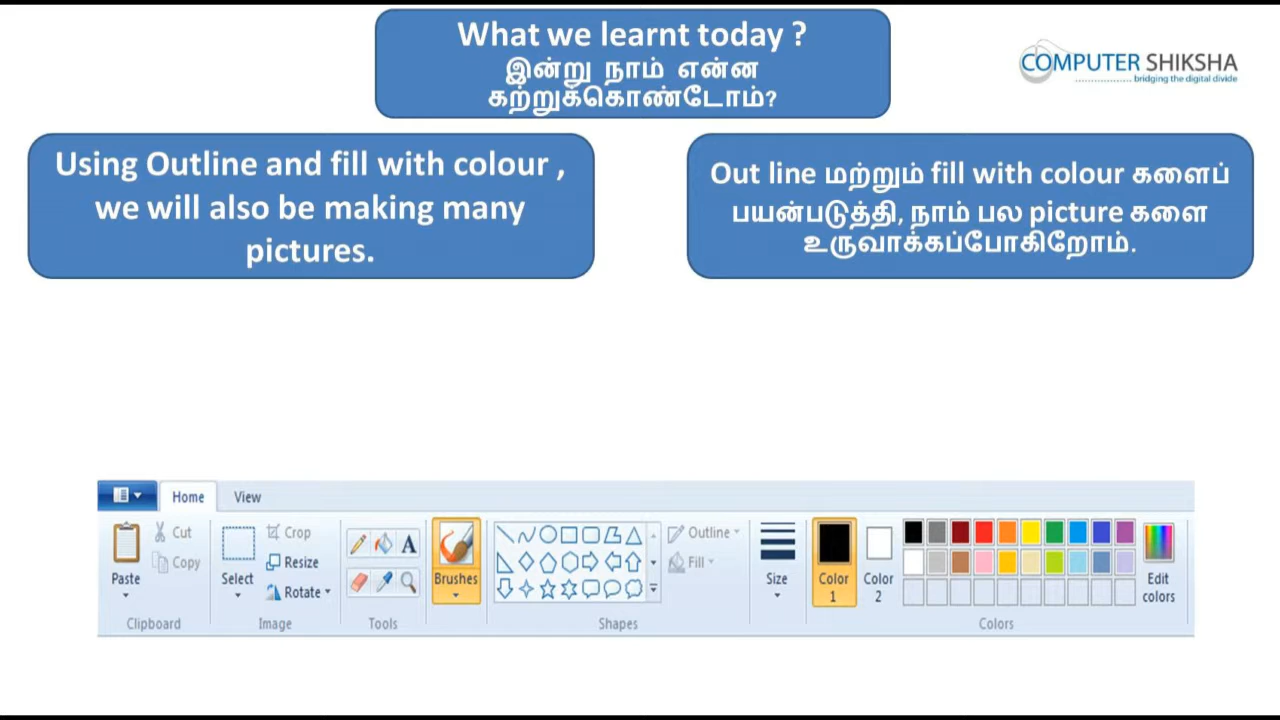 What we learnt today ?
இன்று நாம் என்ன
கற்றுக்கொண்டோம்?
COMPUTER SHIKSHA
bridging the digital divide
Using Outline and fill with colour ,
we will also be making many
pictures.
Out line மற்றும் fill with colour களைப்
பயன்படுத்தி, நாம் பல picture களை
உருவாக்கப்போகிறோம்.
Home View
Paste
Cut
Copy
Clipboard
Select
Crop
Resize
Rotate
Image
Tools
Brushes
Shapes
Outline
Fill
Size
Color
1
Color
2
Edit
colors
Colors